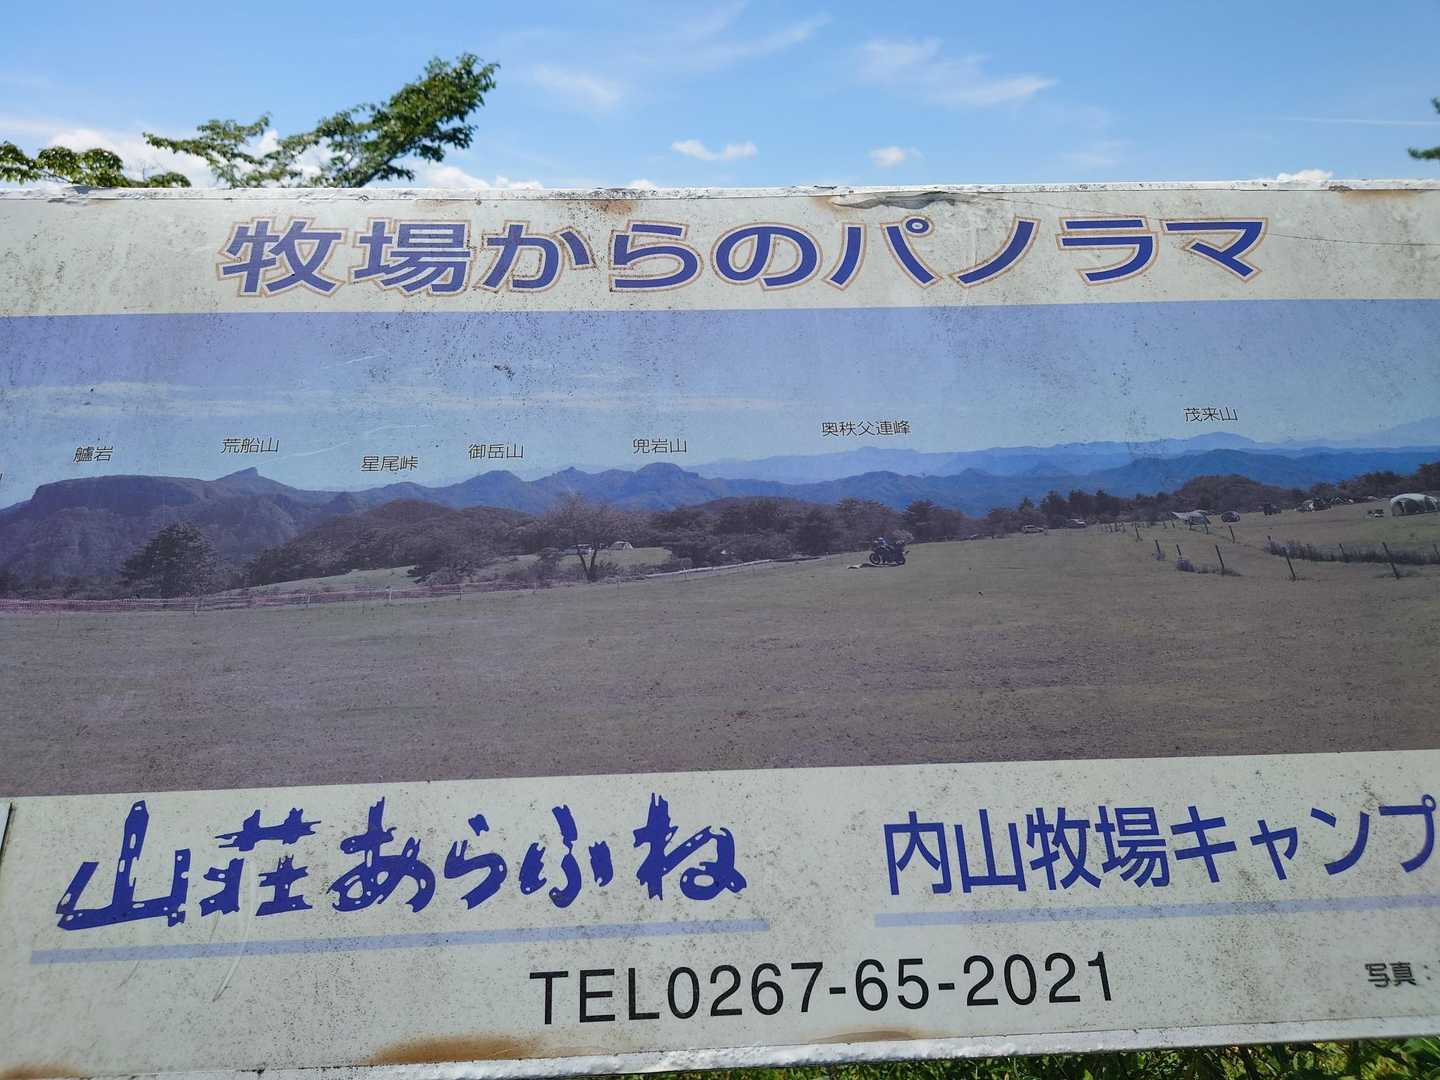 牧場からのパノラマ
艫岩
荒船山
星尾峠
御岳山
兜岩山
奥秩父連峰
茂来山
山荘あらふね
内山牧場キャンプ
TEL0267-65-2021
写真：